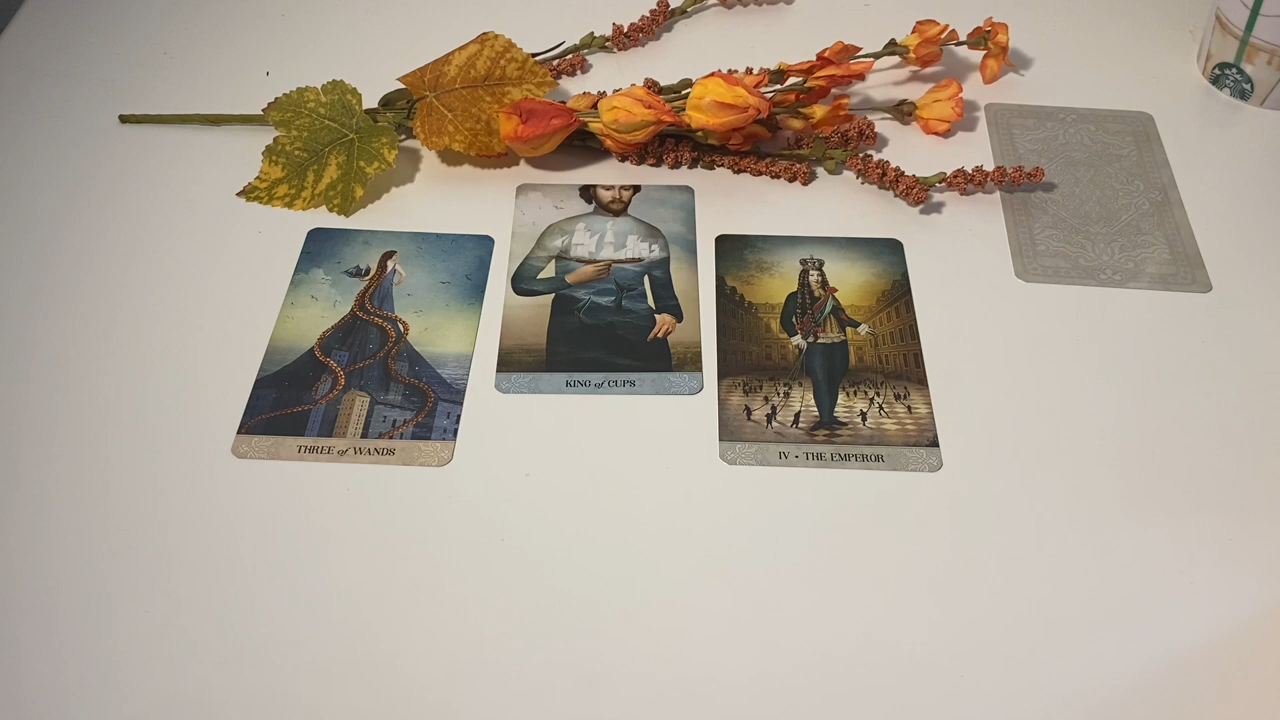 THREE of WANDS
KING of CUPS
IV • THE EMPEROR